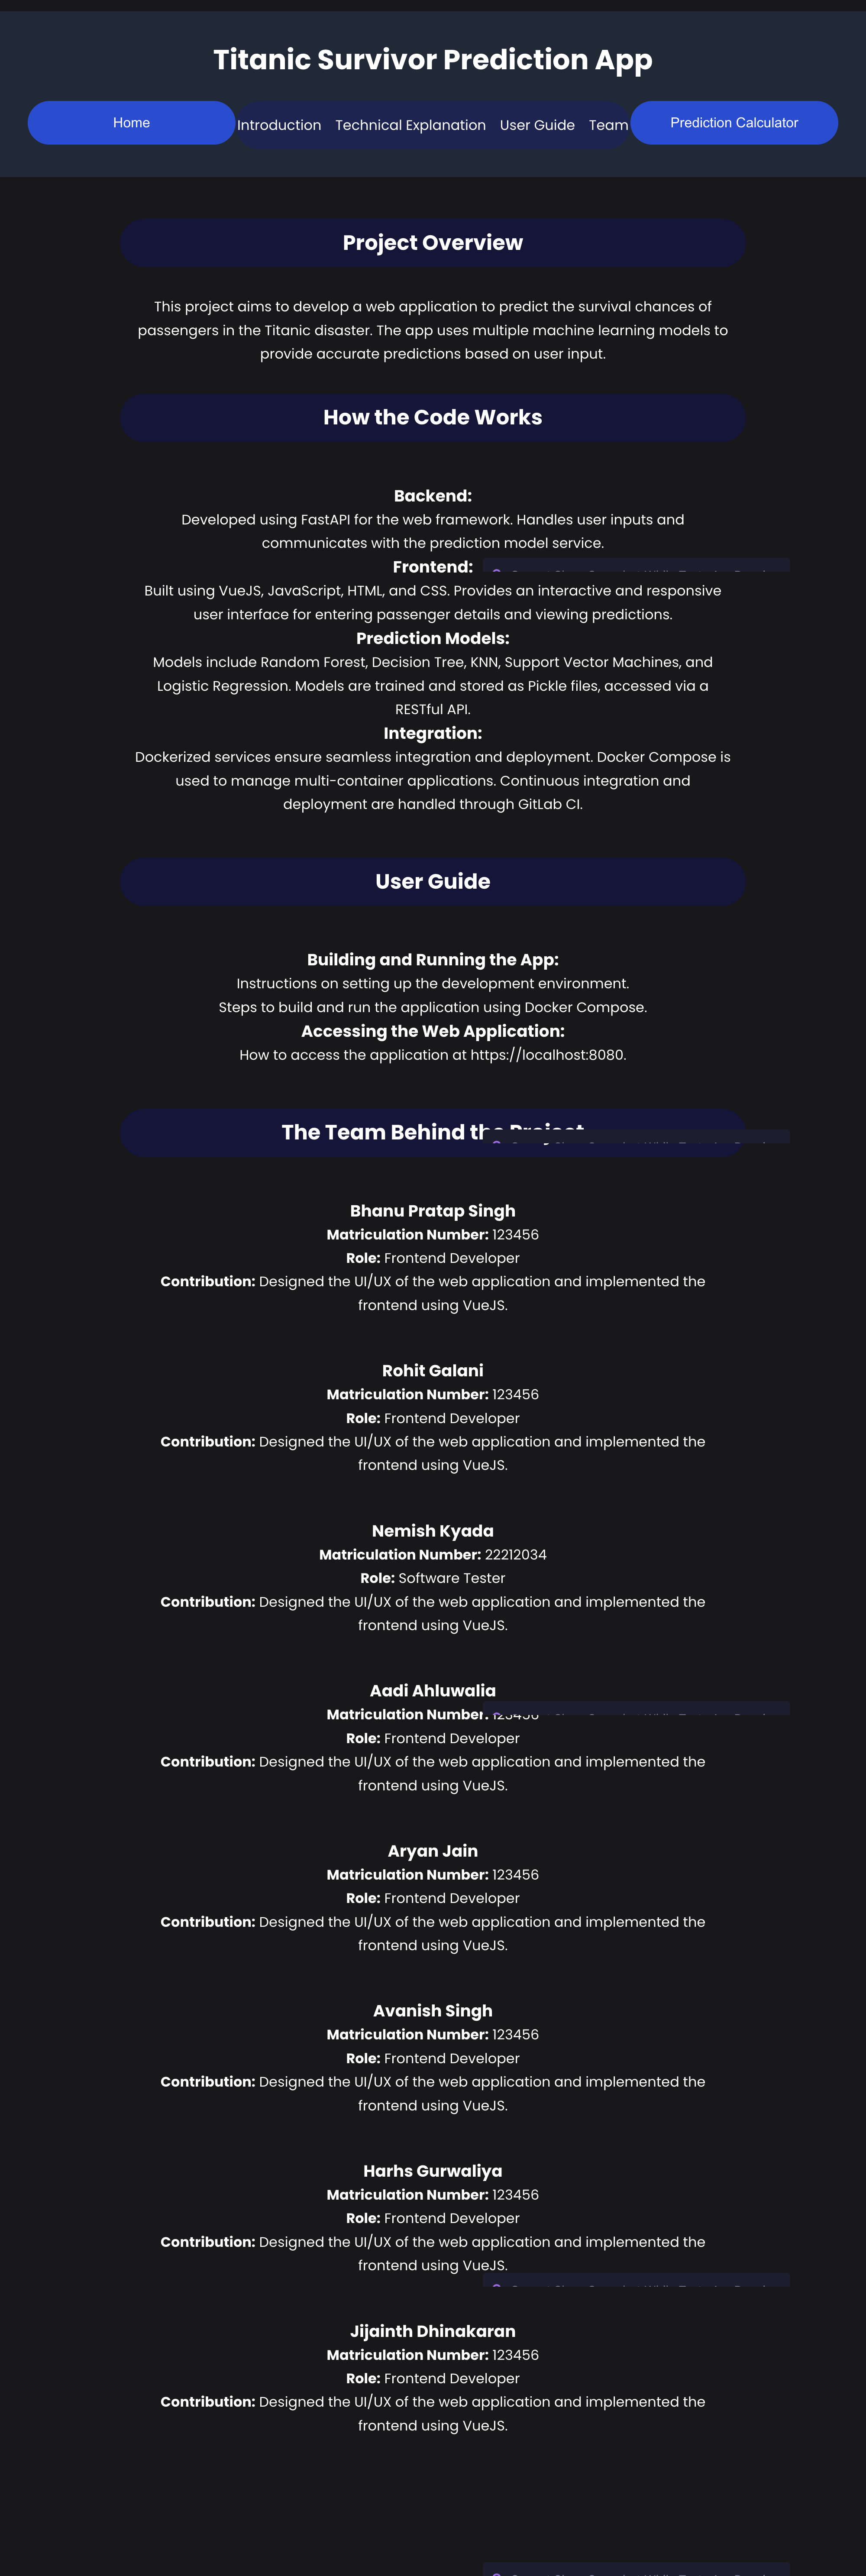 Titanic Survivor Prediction App
Home
Introduction Technical Explanation User Guide Team
Prediction Calculator
Project Overview
This project aims to develop a web application to predict the survival chances of
passengers in the Titanic disaster. The app uses multiple machine learning models to
provide accurate predictions based on user input.
How the Code Works
Backend:
Developed using FastAPI for the web framework. Handles user inputs and
communicates with the prediction model service.
Frontend:
Built using VueJS, JavaScript, HTML, and CSS. Provides an interactive and responsive
user interface for entering passenger details and viewing predictions.
Prediction Models:
Models include Random Forest, Decision Tree, KNN, Support Vector Machines, and
Logistic Regression. Models are trained and stored as Pickle files, accessed via a
RESTful API.
Integration:
Dockerized services ensure seamless integration and deployment. Docker Compose is
used to manage multi-container applications. Continuous integration and
deployment are handled through GitLab CI.
User Guide
Building and Running the App:
Instructions on setting up the development environment.
Steps to build and run the application using Docker Compose.
Accessing the Web Application:
How to access the application at https://localhost:8080.
The Team Behind the Project
Bhanu Pratap Singh
Matriculation Number: 123456
Role: Frontend Developer
Contribution: Designed the UI/UX of the web application and implemented the
frontend using VueJS.
Rohit Galani
Matriculation Number: 123456
Role: Frontend Developer
Contribution: Designed the UI/UX of the web application and implemented the
frontend using VueJS.
Nemish Kyada
Matriculation Number: 22212034
Role: Software Tester
Contribution: Designed the UI/UX of the web application and implemented the
frontend using VueJS.
Aadi Ahluwalia
Matriculation Number: 123456
Role: Frontend Developer
Contribution: Designed the UI/UX of the web application and implemented the
frontend using VueJS.
Aryan Jain
Matriculation Number: 123456
Role: Frontend Developer
Contribution: Designed the UI/UX of the web application and implemented the
frontend using VueJS.
Avanish Singh
Matriculation Number: 123456
Role: Frontend Developer
Contribution: Designed the UI/UX of the web application and implemented the
frontend using VueJS.
Harhs Gurwaliya
Matriculation Number: 123456
Role: Frontend Developer
Contribution: Designed the UI/UX of the web application and implemented the
frontend using VueJS.
Jijainth Dhinakaran
Matriculation Number: 123456
Role: Frontend Developer
Contribution: Designed the UI/UX of the web application and implemented the
frontend using VueJS.